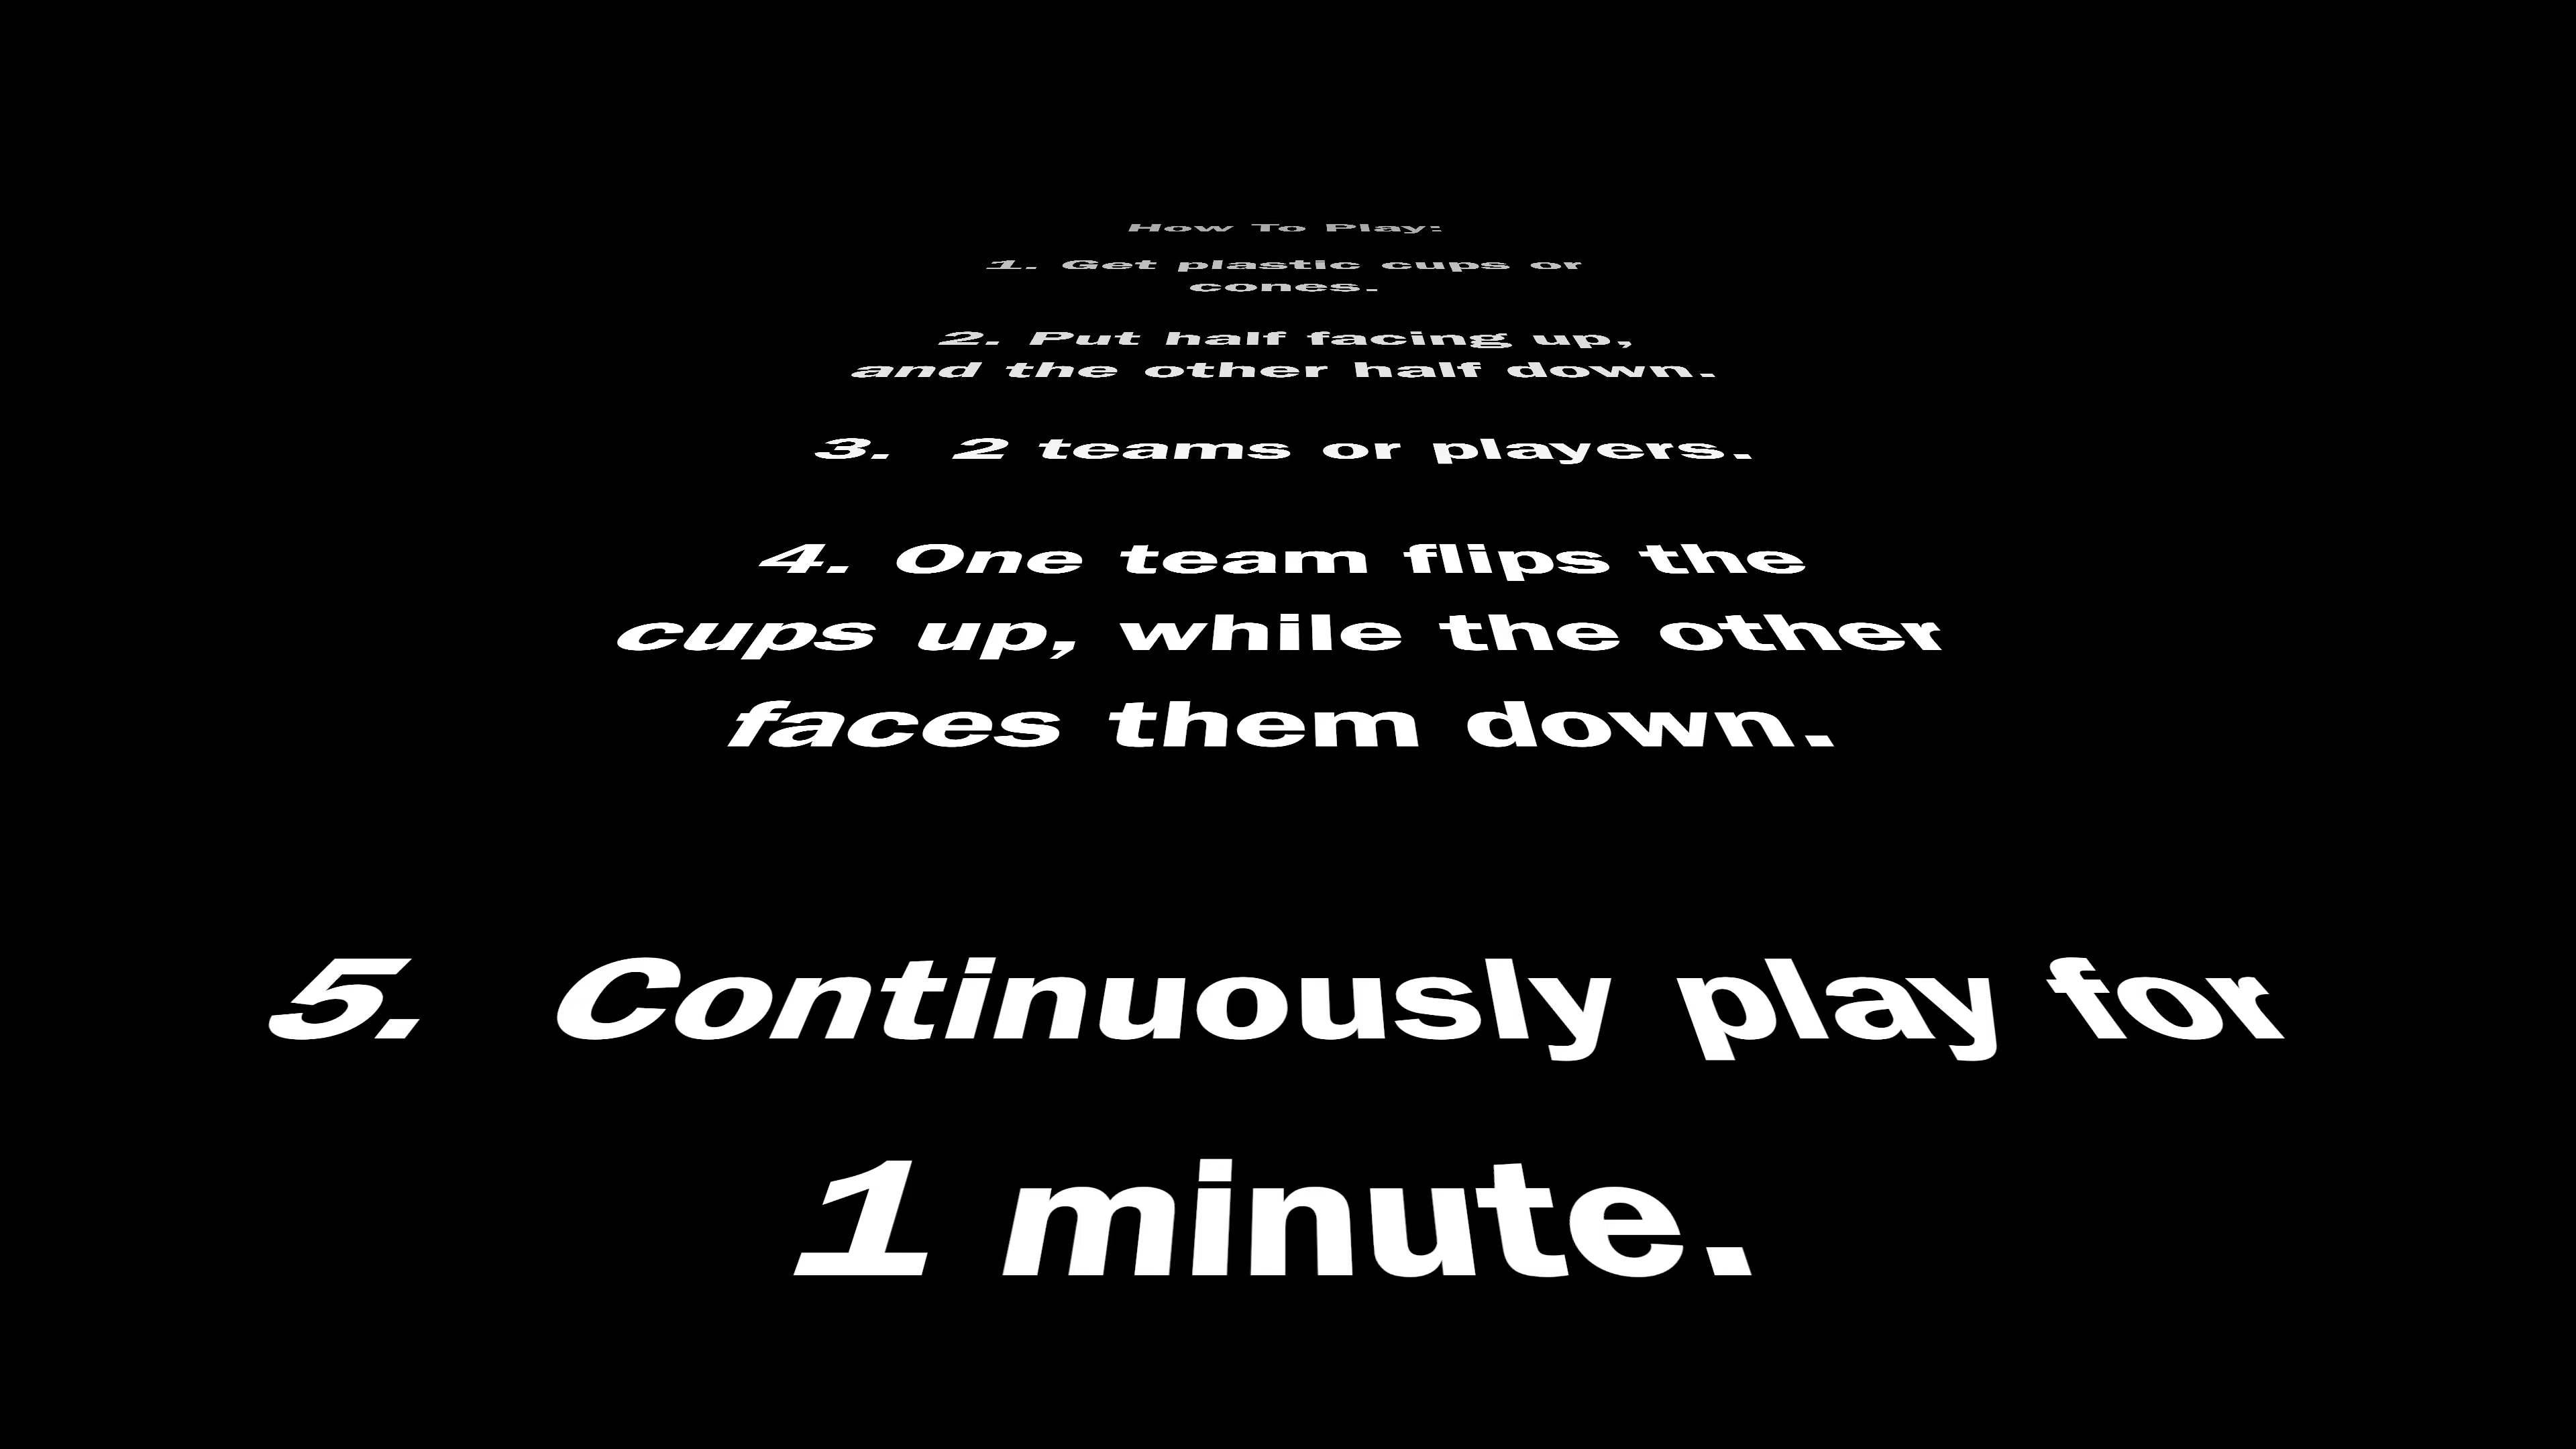 How To Play:
1. Get plastic cups or
cones.
2. Put half facing up,
and the other half down.
3.  2 teams or players.
4. One team flips the
cups up, while the other
faces them down.
5.  Continuously play for
1 minute.